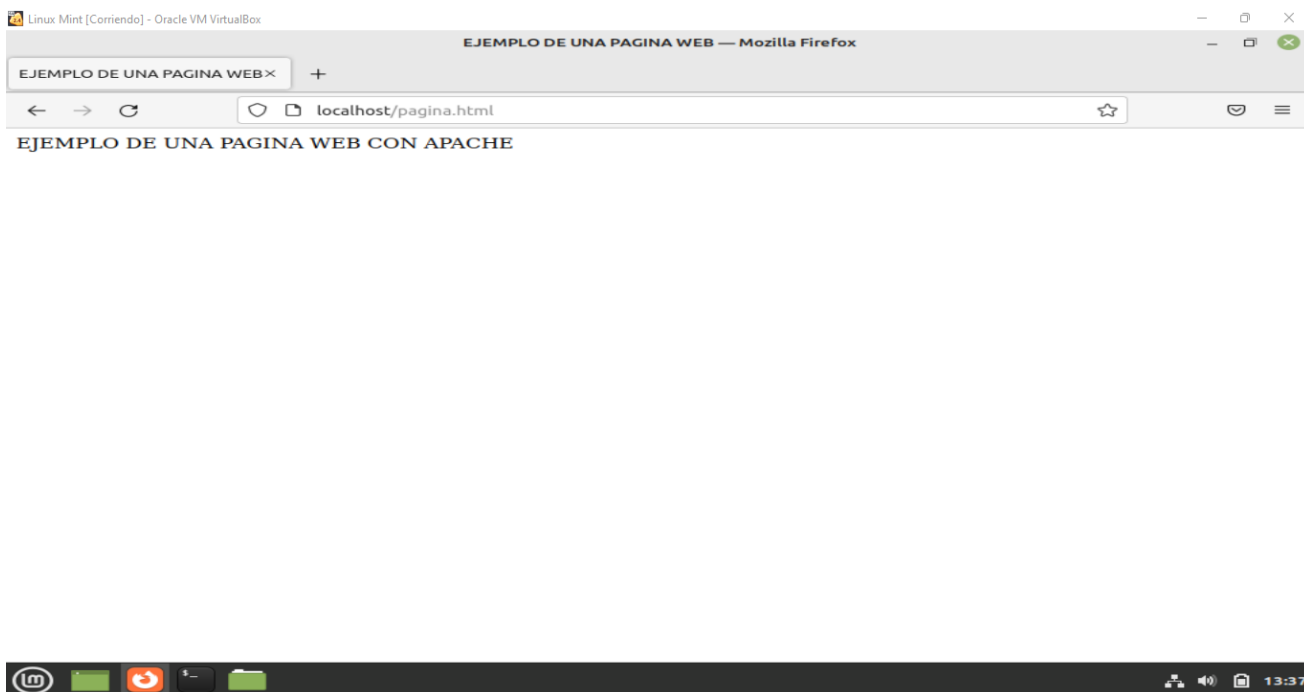 Linux Mint [Corriendo] - Oracle VM VirtualBox
EJEMPLO DE UNA PAGINA WEB — Mozilla Firefox
EJEMPLO DE UNA PAGINA WEB
localhost/pagina.html
EJEMPLO DE UNA PAGINA WEB CON APACHE
13:37